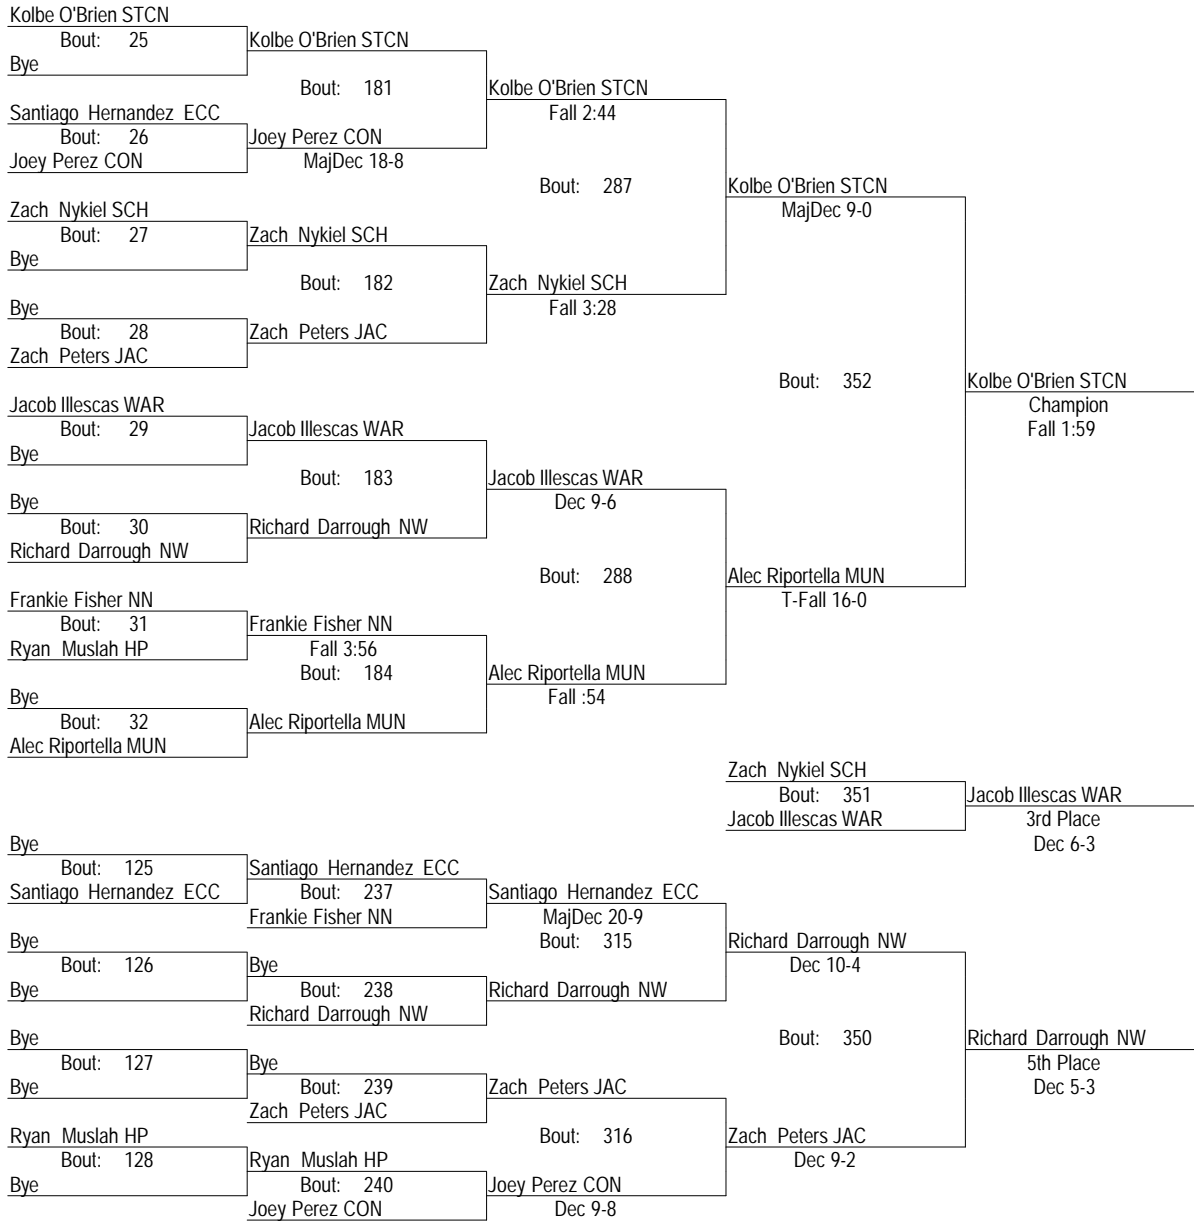 Kolbe O'Brien STCN
Bout: 25
Kolbe O'Brien STCN
Bye
Bout: 181
Kolbe O'Brien STCN
Santiago Hernandez ECC
Fall 2:44
Bout: 26
Joey Perez CON
Joey Perez CON
MajDec 18-8
Bout: 287
Kolbe O'Brien STCN
Zach Nykiel SCH
MajDec 9-0
Bout: 27
Zach Nykiel SCH
Bye
Bout: 182
Zach Nykiel SCH
Bye
Fall 3:28
Bout: 28
Zach Peters JAC
Zach Peters JAC
Bout: 352
Kolbe O'Brien STCN
Jacob Illescas WAR
Champion
Bout: 29
Jacob Illescas WAR
Fall 1:59
Bye
Bout: 183
Jacob Illescas WAR
Bye
Dec 9-6
Bout: 30
Richard Darrough NW
Richard Darrough NW
Bout: 288
Alec Riportella MUN
Frankie Fisher NN
T-Fall 16-0
Bout: 31
Frankie Fisher NN
Ryan Muslah HP
Fall 3:56
Bout: 184
Alec Riportella MUN
Bye
Fall :54
Bout: 32
Alec Riportella MUN
Alec Riportella MUN
Zach Nykiel SCH
Bout: 351
Jacob Illescas WAR
Jacob Illescas WAR
3rd Place
Bye
Dec 6-3
Bout: 125
Santiago Hernandez ECC
Santiago Hernandez ECC
Bout: 237
Santiago Hernandez ECC
Frankie Fisher NN
MajDec 20-9
Bye
Bout: 315
Richard Darrough NW
Bout: 126
Bye
Dec 10-4
Bye
Bout: 238
Richard Darrough NW
Richard Darrough NW
Bye
Bout: 350
Richard Darrough NW
Bout: 127
Bye
5th Place
Bye
Bout: 239
Zach Peters JAC
Dec 5-3
Zach Peters JAC
Ryan Muslah HP
Bout: 316
Zach Peters JAC
Bout: 128
Ryan Muslah HP
Dec 9-2
Bye
Bout: 240
Joey Perez CON
Joey Perez CON
Dec 9-8